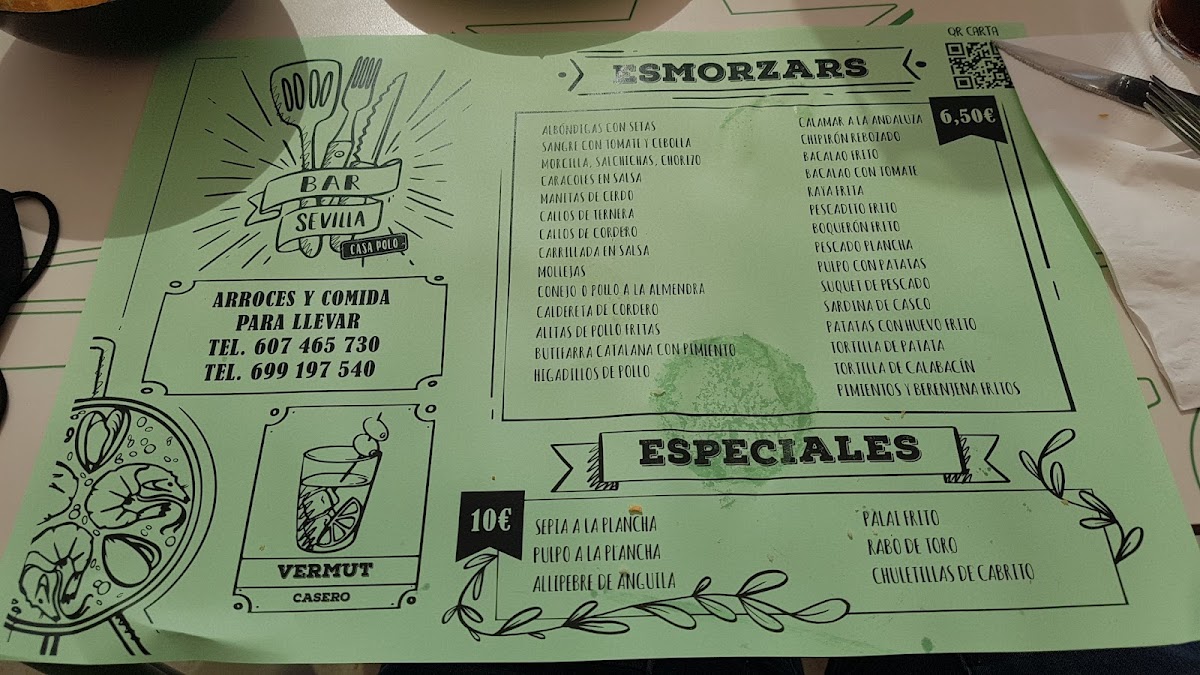 BAR
SEVILLA
CASA POLO
ARROCES Y COMIDA
PARA LLEVAR
TEL. 607 465 730
TEL. 699 197 540
VERMUT
CASERO
QR CARTA
ESMORZARS
6,50€
ALBÓNDIGAS CON SETAS
SANGRE CON TOMATE Y CEBOLLA
MORCILLA, SALCHICHAS, CHORIZO
CARACOLES EN SALSA
MANITAS DE CERDO
CALLOS DE TERNERA
CALLOS DE CORDERO
CARRILLADA EN SALSA
MOLLEJAS
CONEJO O POLLO A LA ALMENDRA
CALDERETA DE CORDERO
ALITAS DE POLLO FRITAS
BUTIFARRA CATALANA CON PIMIENTO
HIGADILLOS DE POLLO
CALAMAR A LA ANDALUZA
CHIPIRÓN REBOZADO
BACALAO FRITO
BACALAO CON TOMATE
RAYA FRITA
PESCADITO FRITO
BOQUERÓN FRITO
PESCADO PLANCHA
PULPO CON PATATAS
SUQUET DE PESCADO
SARDINA DE CASCO
PATATAS CON HUEVO FRITO
TORTILLA DE PATATA
TORTILLA DE CALABACÍN
PIMIENTOS Y BERENJENA FRITOS
ESPECIALES
10€
SEPIA A LA PLANCHA
PULPO A LA PLANCHA
ALLIPEBRE DE ANGUILA
PALAI FRITO
RABO DE TORO
CHULETILLAS DE CABRITO